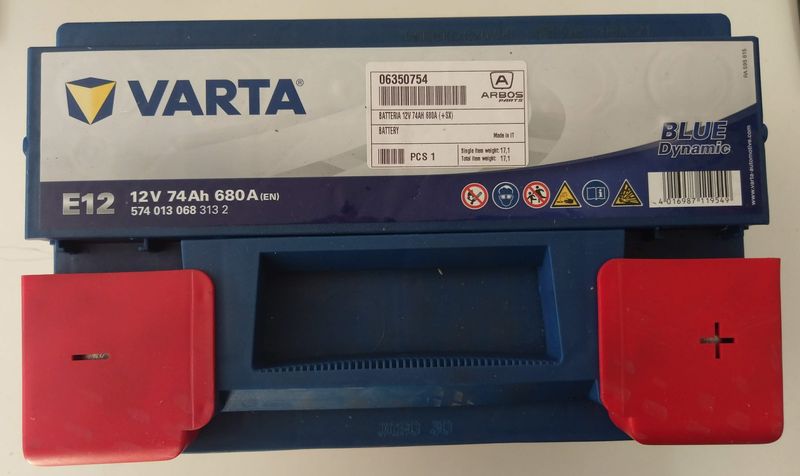 VARTA®
06350754
ARBOS
PARTS
BATTERIA 12V 74AH 680A (+SX)
BATTERY
Made in IT
PCS 1
Single item weight: 17,1
Total item weight: 17,1
BLUE
Dynamic
E12
12V 74Ah 680A (EN)
574 013 068 313 2
4 016987 119549
www.varta-automotive.com
- +